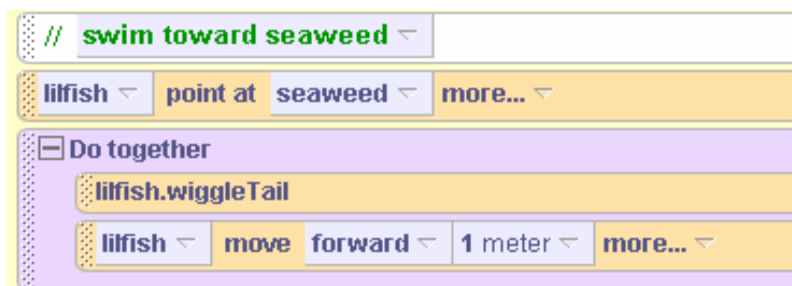 // swim toward seaweed
lilfish point at seaweed more...
Do together
lilfish.wiggleTail
lilfish move forward 1 meter more...